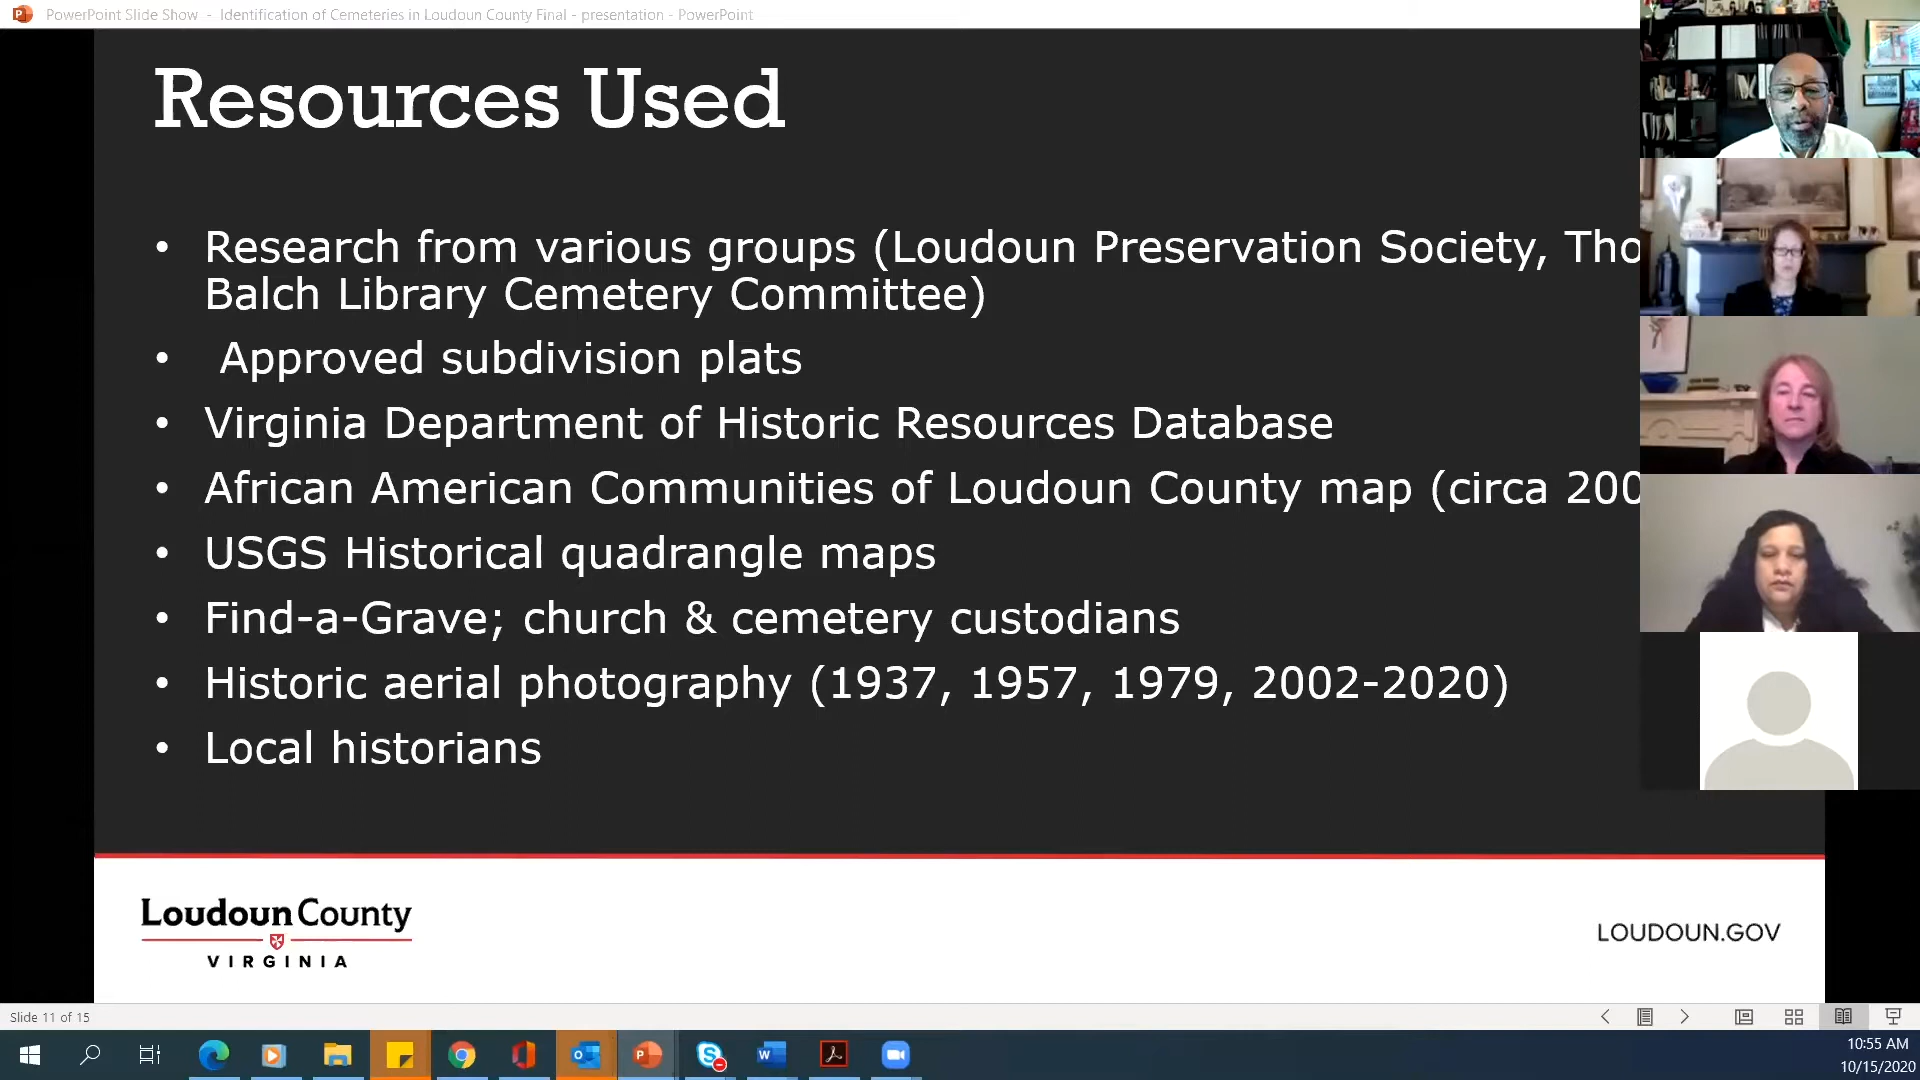 PowerPoint Slide Show - Identification of Cemeteries in Loudoun County Final - presentation - PowerPoint
Resources Used
• Research from various groups (Loudoun Preservation Society, Tho
Balch Library Cemetery Committee)
• Approved subdivision plats
• Virginia Department of Historic Resources Database
• African American Communities of Loudoun County map (circa 200
• USGS Historical quadrangle maps
• Find-a-Grave; church & cemetery custodians
• Historic aerial photography (1937, 1957, 1979, 2002-2020)
• Local historians
Loudoun County
VIRGINIA
LOUDOUN.GOV
Slide 11 of 15
10:55 AM
10/15/2020